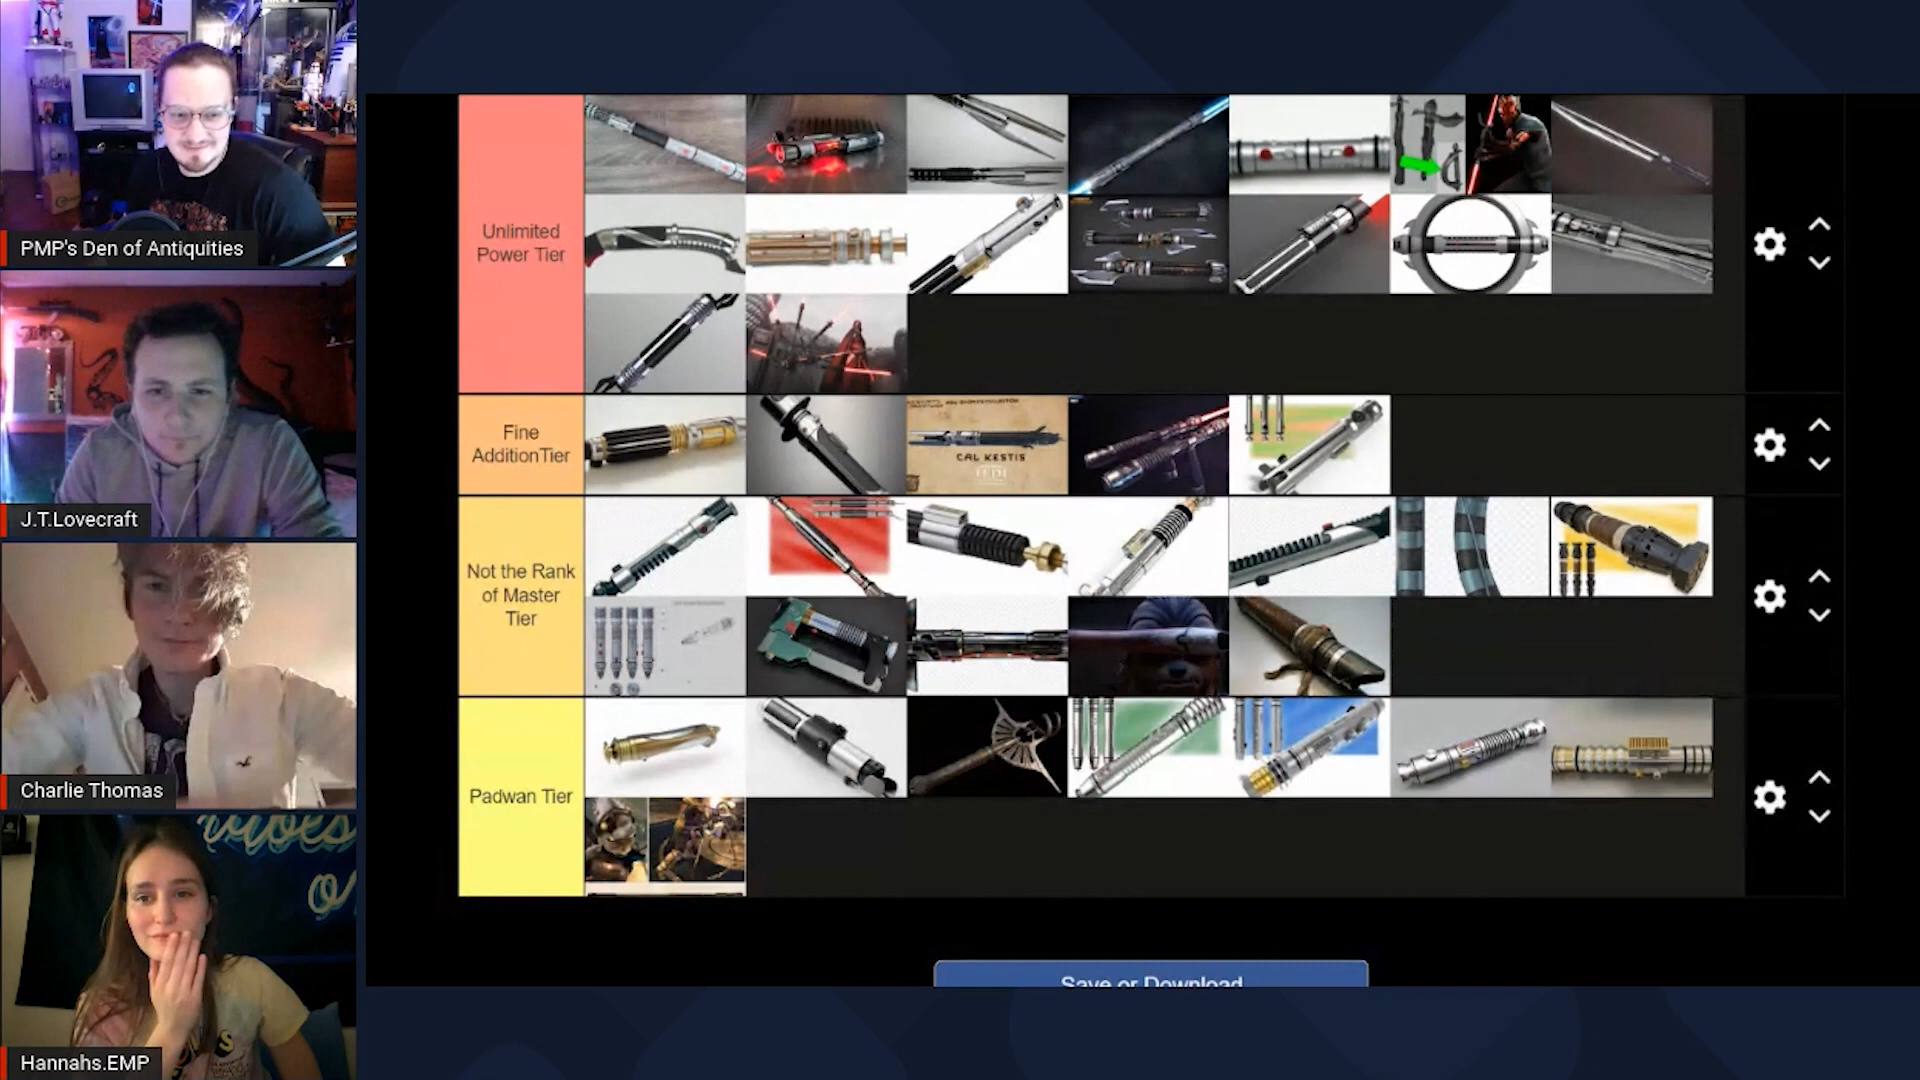 PMP's Den of Antiquities
J.T.Lovecraft
Charlie Thomas
Hannahs.EMP
Unlimited
Power Tier
Fine
AdditionTier
CAL KESTIS
JEDI
Not the Rank
of Master
Tier
Padwan Tier
Save or Download